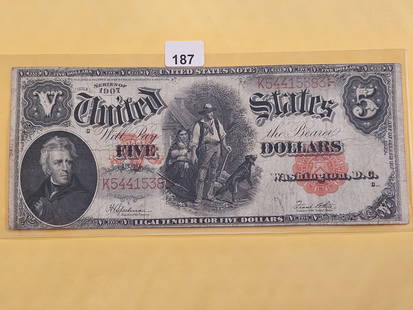 187
UNITED STATES NOTE
SERIES OF
1907
V
5
K54415383
United States
Will Pay
the Bearer
FIVE
DOLLARS
K5441538
Washington, D.C.
LEGAL TENDER FOR FIVE DOLLARS